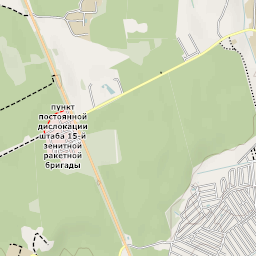 пункт
постоянной
дислокации
штаба 15-й
зенитной
ракетной
бригады